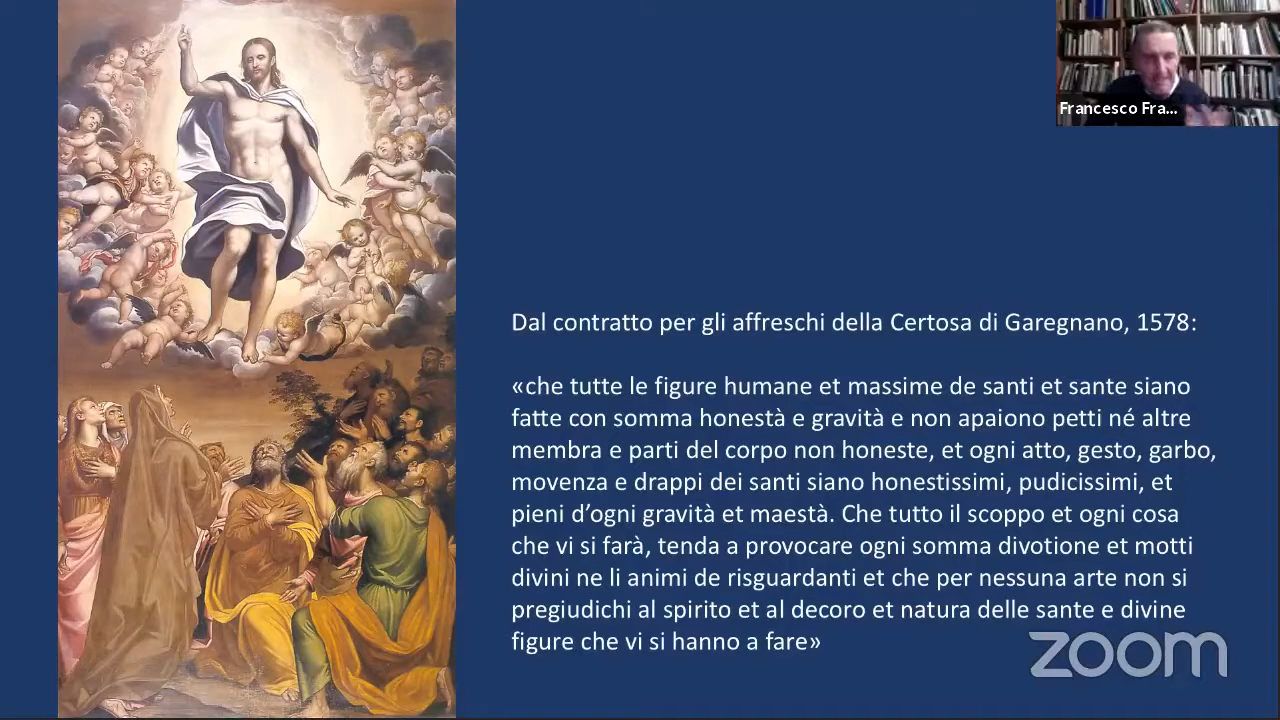 Francesco Fra...
Dal contratto per gli affreschi della Certosa di Garegnano, 1578:
«che tutte le figure humane et massime de santi et sante siano
fatte con somma honestà e gravità e non apaiono petti né altre
membra e parti del corpo non honeste, et ogni atto, gesto, garbo,
movenza e drappi dei santi siano honestissimi, pudicissimi, et
pieni d’ogni gravità et maestà. Che tutto il scoppo et ogni cosa
che vi si farà, tenda a provocare ogni somma divotione et motti
divini ne li animi de risguardanti et che per nessuna arte non si
pregiudichi al spirito et al decoro et natura delle sante e divine
figure che vi si hanno a fare»
zoom